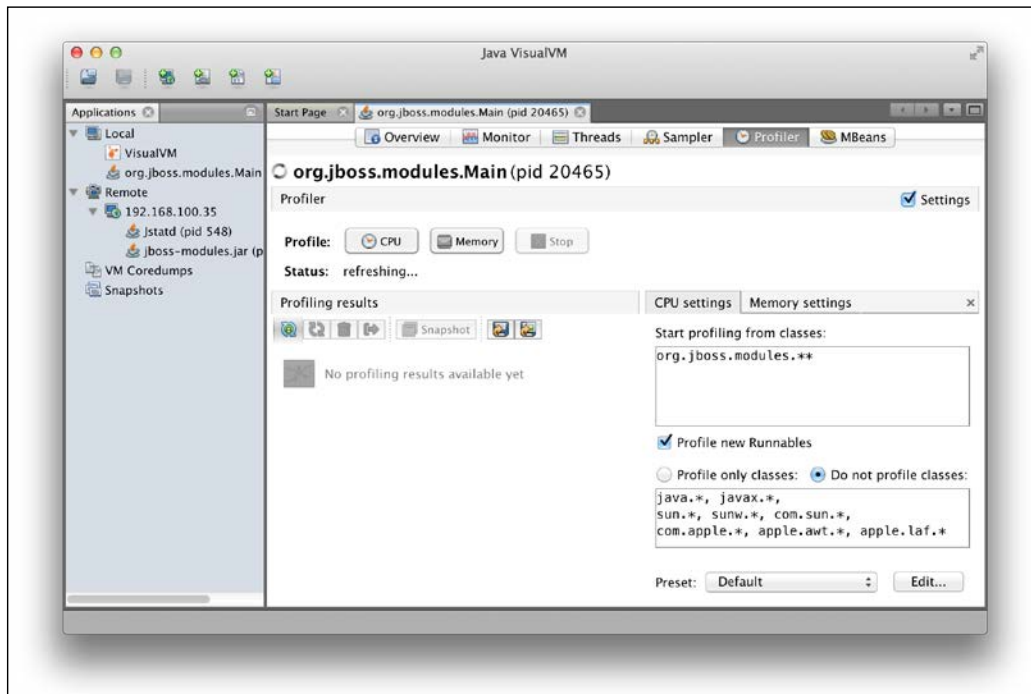 Java VisualVM
Applications
Start Page
org.jboss.modules.Main (pid 20465)
Local
VisualVM
org.jboss.modules.Main
Remote
192.168.100.35
Jstatd (pid 548)
jboss-modules.jar (p
VM Coredumps
Snapshots
Overview
Monitor
Threads
Sampler
Profiler
MBeans
org.jboss.modules.Main (pid 20465)
Profiler
Settings
Profile:
CPU
Memory
Stop
Status: refreshing...
Profiling results
Snapshot
No profiling results available yet
CPU settings
Memory settings
Start profiling from classes:
org.jboss.modules.**
Profile new Runnables
Profile only classes:
Do not profile classes:
java.*, javax.*,
sun.*, sunw.*, com.sun.*,
com.apple.*, apple.awt.*, apple.laf.*
Preset:
Default
Edit...